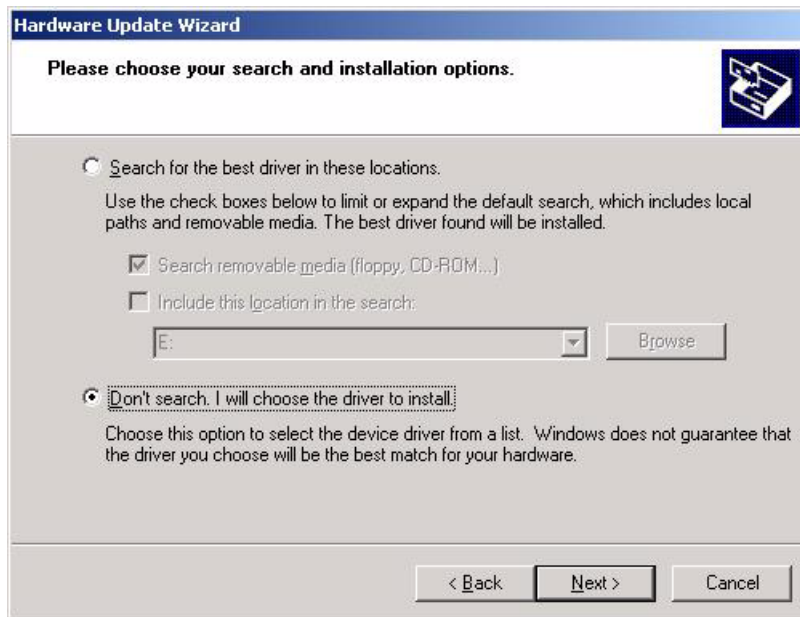 Hardware Update Wizard
Please choose your search and installation options.
Search for the best driver in these locations.
Use the check boxes below to limit or expand the default search, which includes local
paths and removable media. The best driver found will be installed.
Search removable media (floppy, CD-ROM...)
Include this location in the search:
E:
Browse
Don't search. I will choose the driver to install.
Choose this option to select the device driver from a list. Windows does not guarantee that
the driver you choose will be the best match for your hardware.
< Back
Next >
Cancel